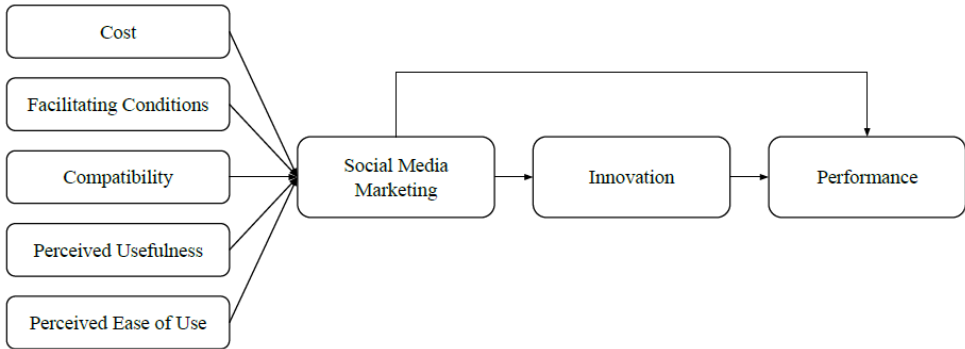 Cost
Facilitating Conditions
Compatibility
Perceived Usefulness
Perceived Ease of Use
Social Media
Marketing
Innovation
Performance